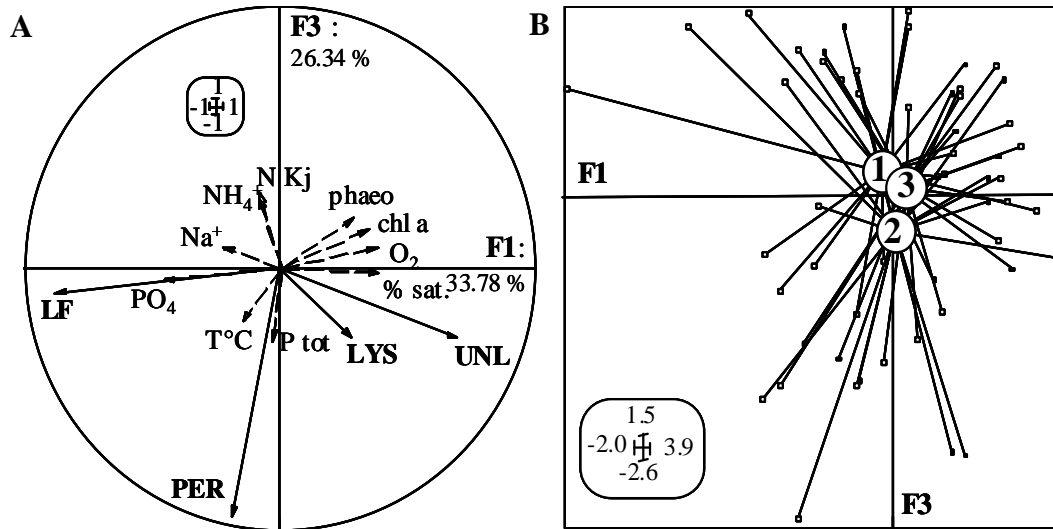 A
F3 :
26.34 %
1
-1 1
-1
N Kj
NH4+
phaeo
chl a
Na+
O2
F1:
% sat.
33.78 %
LF
PO4
T°C
P tot
LYS
UNL
PER
B
F1
1
3
2
1.5
-2.0 3.9
-2.6
F3